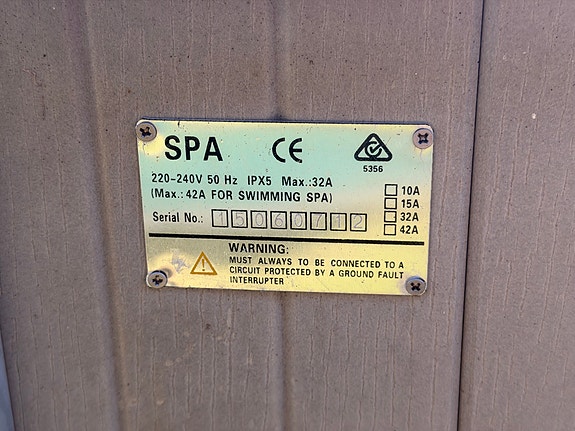 SPA CE
5356
220-240V 50 Hz IPX5 Max.:32A
(Max.: 42A FOR SWIMMING SPA)
Serial No.: 15060712
10A
15A
32A
42A
WARNING:
MUST ALWAYS TO BE CONNECTED TO A
CIRCUIT PROTECTED BY A GROUND FAULT
INTERRUPTER